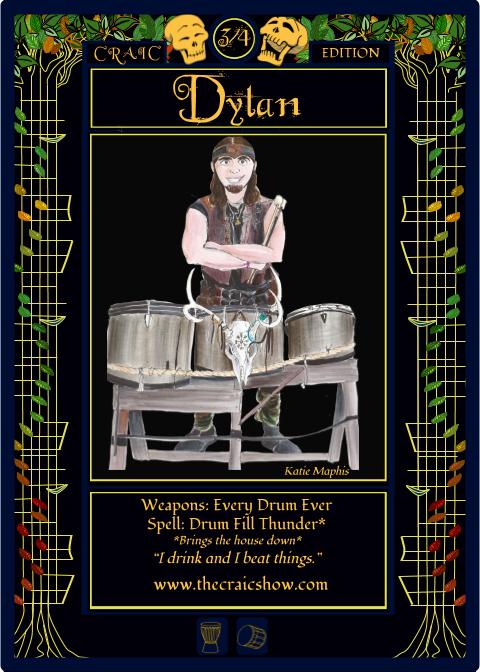 CRAIC 3/4 EDITION
Dylan
Katie Maphis
Weapons: Every Drum Ever
Spell: Drum Fill Thunder*
*Brings the house down*
“I drink and I beat things.”
www.thecraicshow.com